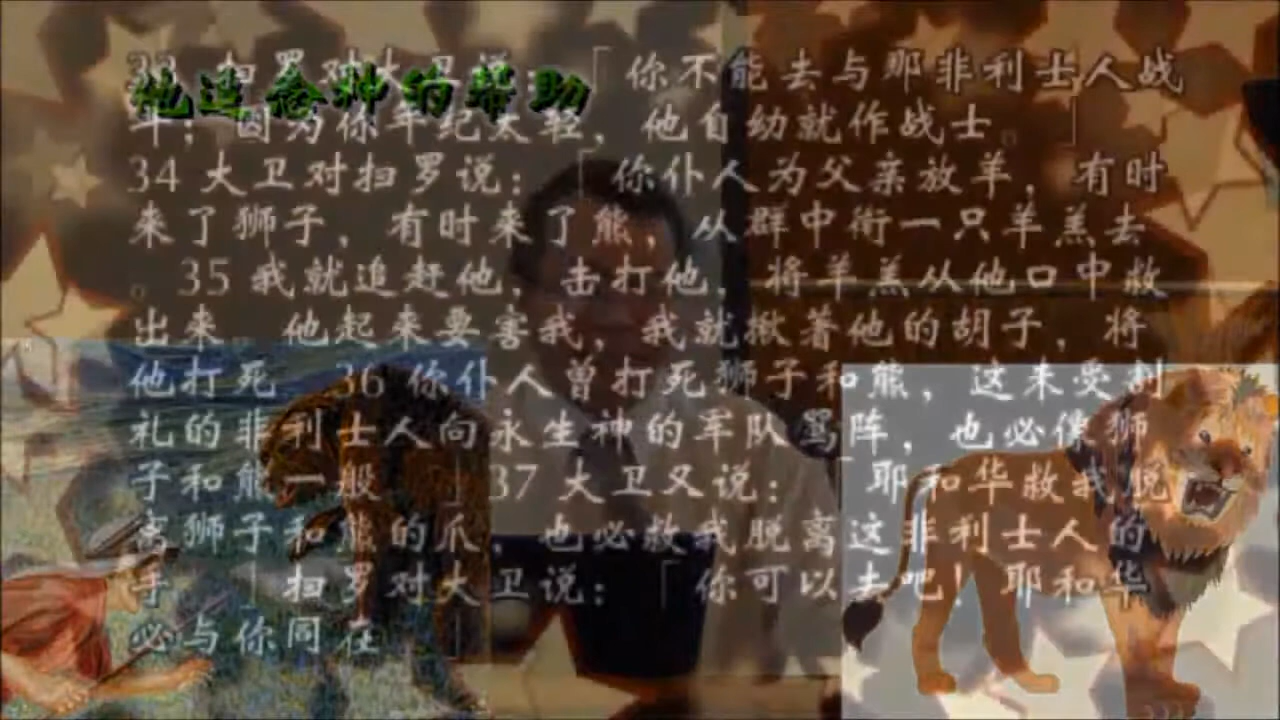 他追念神的帮助
33 扫罗对大卫说：「你不能去与那非利士人战
斗；因为你年纪太轻，他自幼就作战士。」
34 大卫对扫罗说：「你仆人为父亲放羊，有时
来了狮子，有时来了熊，从群中衔一只羊羔去
。35 我就追赶他，击打他，将羊羔从他口中救
出来。他起来要害我，我就揪着他的胡子，将
他打死。36 你仆人曾打死狮子和熊，这未受割
礼的非利士人向永生神的军队骂阵，也必像狮
子和熊一般。」37 大卫又说：「耶和华救我脱
离狮子和熊的爪，也必救我脱离这非利士人的
手。」扫罗对大卫说：「你可以去吧！耶和华
必与你同在。」